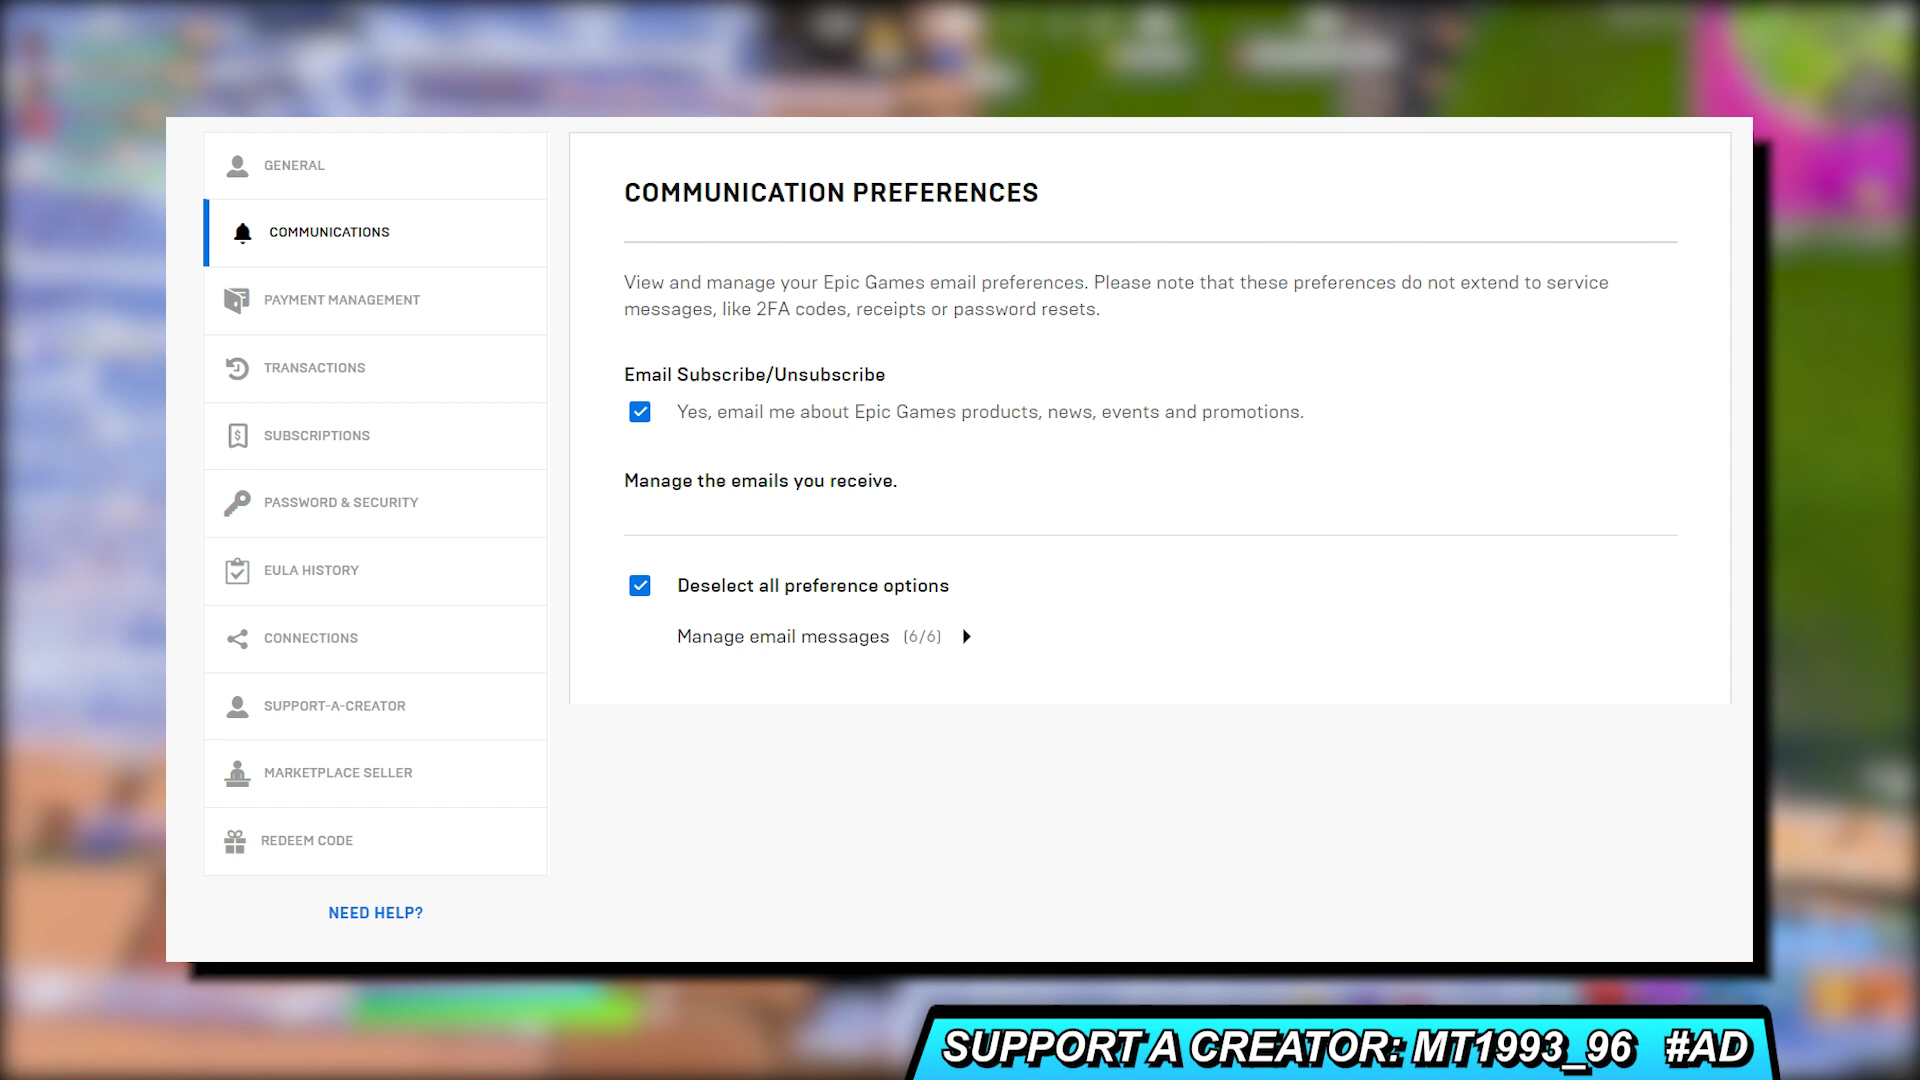 GENERAL
COMMUNICATIONS
PAYMENT MANAGEMENT
TRANSACTIONS
SUBSCRIPTIONS
PASSWORD & SECURITY
EULA HISTORY
CONNECTIONS
SUPPORT-A-CREATOR
MARKETPLACE SELLER
REDEEM CODE
NEED HELP?
COMMUNICATION PREFERENCES
View and manage your Epic Games email preferences. Please note that these preferences do not extend to service
messages, like 2FA codes, receipts or password resets.
Email Subscribe/Unsubscribe
Yes, email me about Epic Games products, news, events and promotions.
Manage the emails you receive.
Deselect all preference options
Manage email messages (6/6)
SUPPORT A CREATOR: MT1993_96 #AD